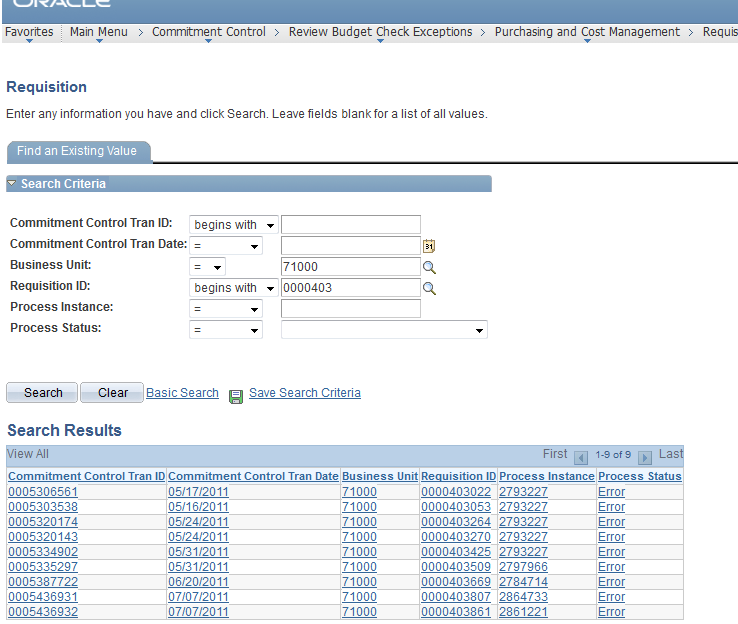 ORACLE
Favorites Main Menu > Commitment Control > Review Budget Check Exceptions > Purchasing and Cost Management > Requis
Requisition
Enter any information you have and click Search. Leave fields blank for a list of all values.
Find an Existing Value
Search Criteria
Commitment Control Tran ID: begins with
Commitment Control Tran Date: = 31
Business Unit: = 71000
Requisition ID: begins with 0000403
Process Instance: =
Process Status: =
Search Clear Basic Search Save Search Criteria
Search Results
View All First 1-9 of 9 Last
Commitment Control Tran ID Commitment Control Tran Date Business Unit Requisition ID Process Instance Process Status
0005306561 05/17/2011 71000 0000403022 2793227 Error
0005303538 05/16/2011 71000 0000403053 2793227 Error
0005320174 05/24/2011 71000 0000403264 2793227 Error
0005320143 05/24/2011 71000 0000403270 2793227 Error
0005334902 05/31/2011 71000 0000403425 2793227 Error
0005335297 05/31/2011 71000 0000403509 2797966 Error
0005387722 06/20/2011 71000 0000403669 2784714 Error
0005436931 07/07/2011 71000 0000403807 2864733 Error
0005436932 07/07/2011 71000 0000403861 2861221 Error